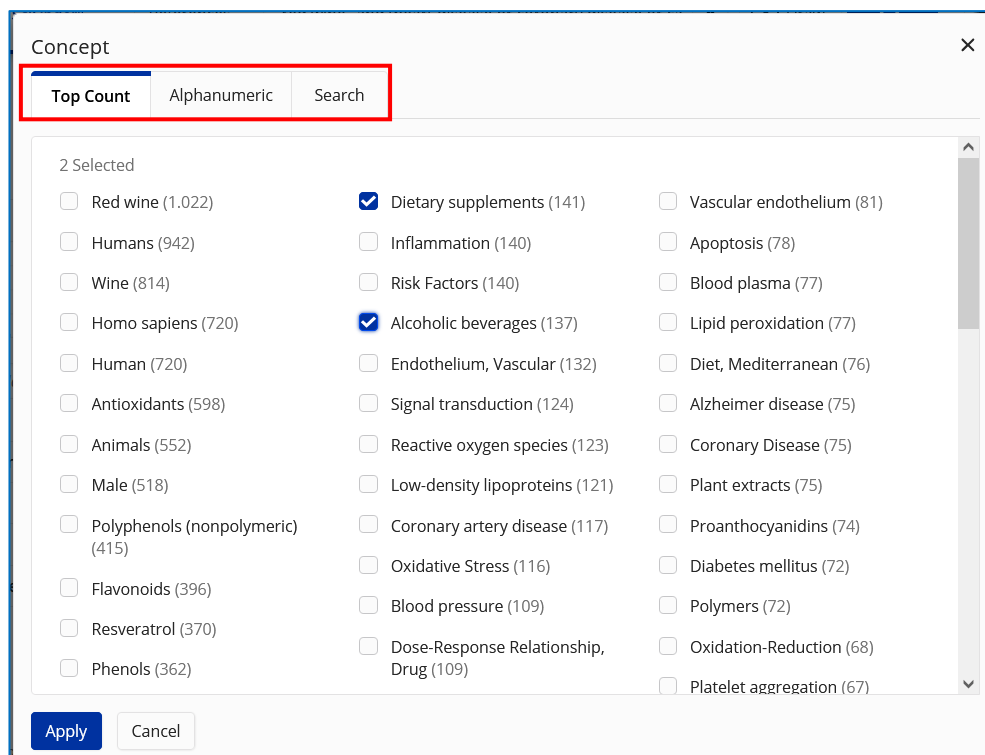 Concept
Top Count
Alphanumeric
Search
2 Selected
Red wine (1.022)
Humans (942)
Wine (814)
Homo sapiens (720)
Human (720)
Antioxidants (598)
Animals (552)
Male (518)
Polyphenols (nonpolymeric)
(415)
Flavonoids (396)
Resveratrol (370)
Phenols (362)
Dietary supplements (141)
Inflammation (140)
Risk Factors (140)
Alcoholic beverages (137)
Endothelium, Vascular (132)
Signal transduction (124)
Reactive oxygen species (123)
Low-density lipoproteins (121)
Coronary artery disease (117)
Oxidative Stress (116)
Blood pressure (109)
Dose-Response Relationship,
Drug (109)
Vascular endothelium (81)
Apoptosis (78)
Blood plasma (77)
Lipid peroxidation (77)
Diet, Mediterranean (76)
Alzheimer disease (75)
Coronary Disease (75)
Plant extracts (75)
Proanthocyanidins (74)
Diabetes mellitus (72)
Polymers (72)
Oxidation-Reduction (68)
Platelet aggregation (67)
Apply
Cancel